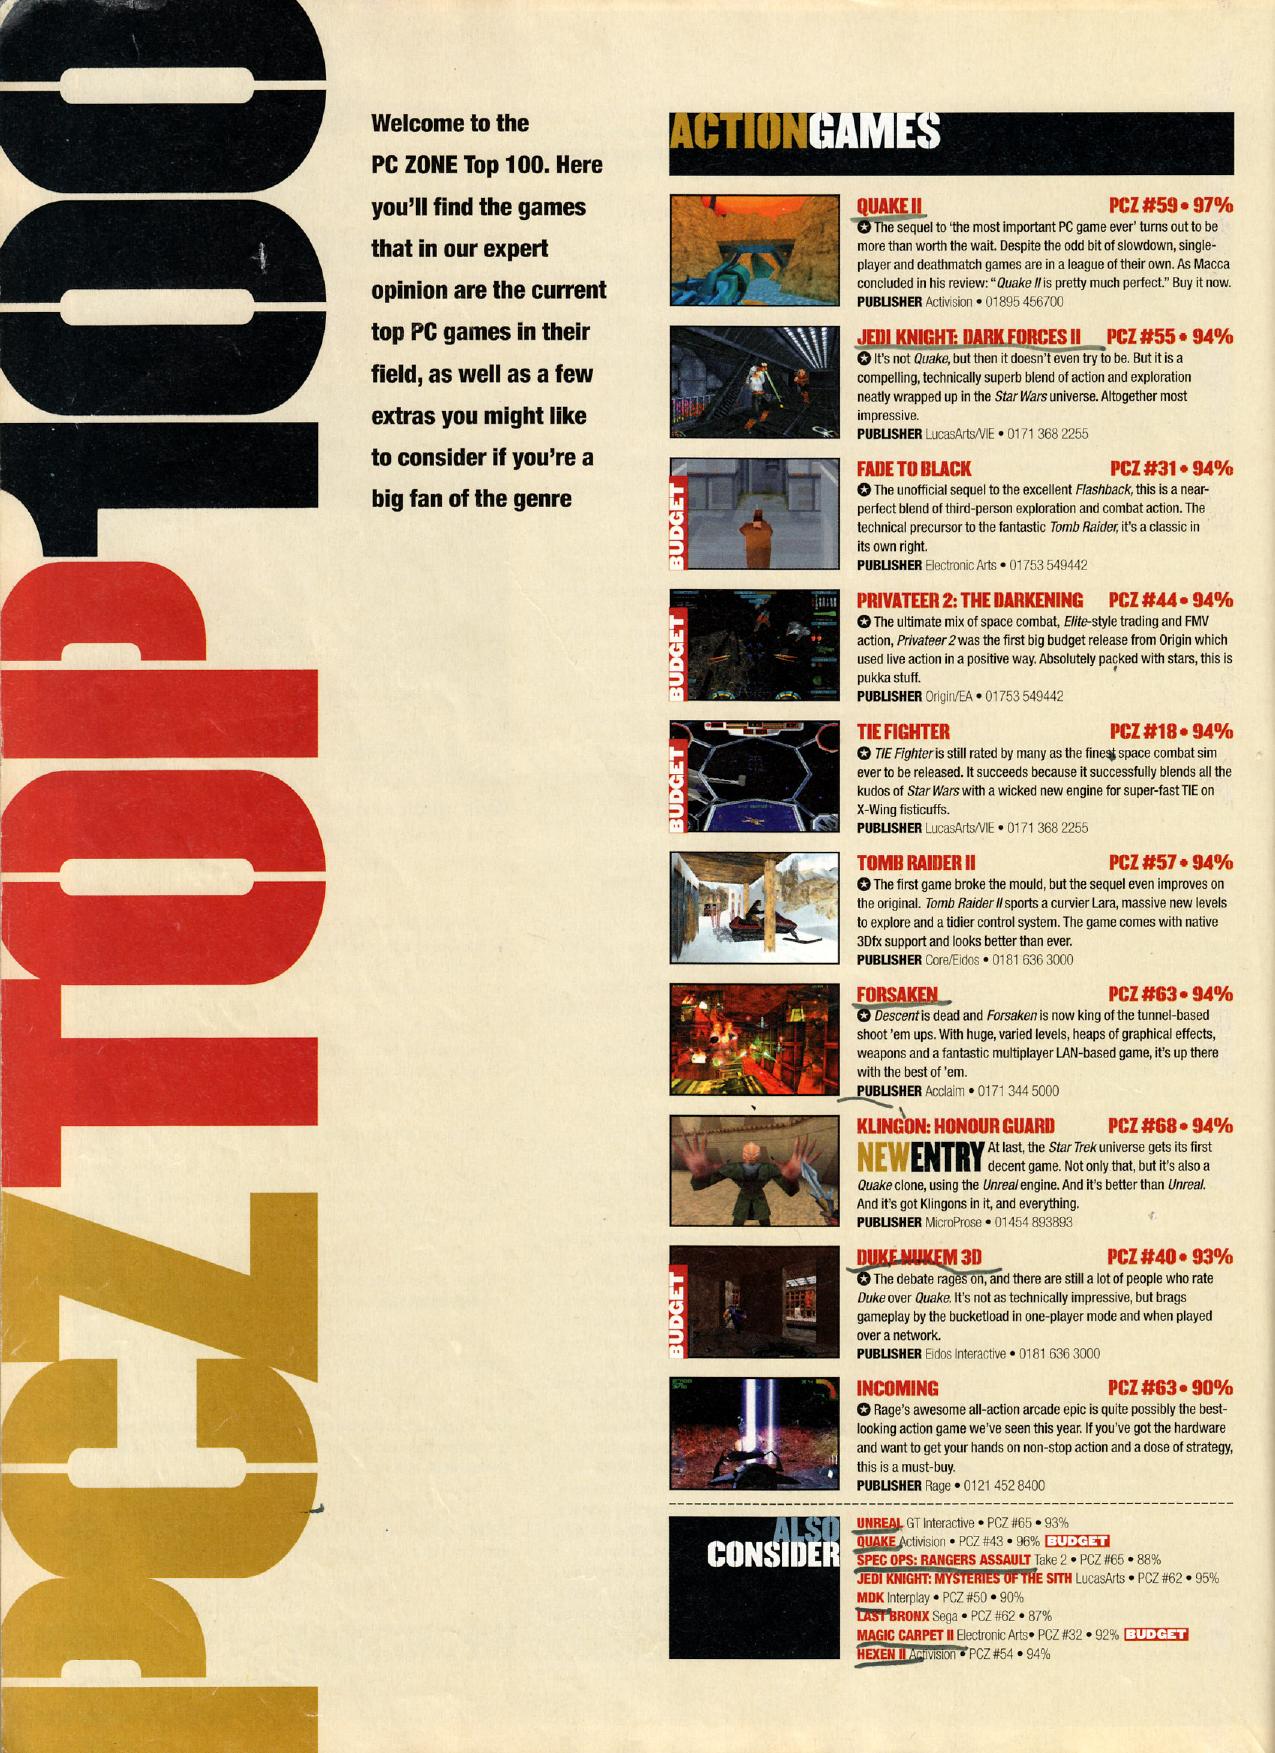 PCZ TOP 100
Welcome to the
PC ZONE Top 100. Here
you'll find the games
that in our expert
opinion are the current
top PC games in their
field, as well as a few
extras you might like
to consider if you're a
big fan of the genre
ACTIONGAMES
QUAKE II PCZ #59 • 97%
The sequel to 'the most important PC game ever' turns out to be
more than worth the wait. Despite the odd bit of slowdown, single-
player and deathmatch games are in a league of their own. As Macca
concluded in his review: "Quake II is pretty much perfect." Buy it now.
PUBLISHER Activision • 01895 456700
JEDI KNIGHT: DARK FORCES II PCZ #55 • 94%
It's not Quake, but then it doesn't even try to be. But it is a
compelling, technically superb blend of action and exploration
neatly wrapped up in the Star Wars universe. Altogether most
impressive.
PUBLISHER LucasArts/VIE • 0171 368 2255
BUDGET
FADE TO BLACK PCZ #31 • 94%
The unofficial sequel to the excellent Flashback, this is a near-
perfect blend of third-person exploration and combat action. The
technical precursor to the fantastic Tomb Raider, it's a classic in
its own right.
PUBLISHER Electronic Arts • 01753 549442
BUDGET
PRIVATEER 2: THE DARKENING PCZ #44 • 94%
The ultimate mix of space combat, Elite-style trading and FMV
action, Privateer 2 was the first big budget release from Origin which
used live action in a positive way. Absolutely packed with stars, this is
pukka stuff.
PUBLISHER Origin/EA • 01753 549442
BUDGET
TIE FIGHTER PCZ #18 • 94%
TIE Fighter is still rated by many as the finest space combat sim
ever to be released. It succeeds because it successfully blends all the
kudos of Star Wars with a wicked new engine for super-fast TIE on
X-Wing fisticuffs.
PUBLISHER LucasArts/VIE • 0171 368 2255
TOMB RAIDER II PCZ #57 • 94%
The first game broke the mould, but the sequel even improves on
the original. Tomb Raider II sports a curvier Lara, massive new levels
to explore and a tidier control system. The game comes with native
3Dfx support and looks better than ever.
PUBLISHER Core/Eidos • 0181 636 3000
FORSAKEN PCZ #63 • 94%
Descent is dead and Forsaken is now king of the tunnel-based
shoot 'em ups. With huge, varied levels, heaps of graphical effects,
weapons and a fantastic multiplayer LAN-based game, it's up there
with the best of 'em.
PUBLISHER Acclaim • 0171 344 5000
KLINGON: HONOUR GUARD PCZ #68 • 94%
NEWENTRY At last, the Star Trek universe gets its first
decent game. Not only that, but it's also a
Quake clone, using the Unreal engine. And it's better than Unreal.
And it's got Klingons in it, and everything.
PUBLISHER MicroProse • 01454 893893
BUDGET
DUKE NUKEM 3D PCZ #40 • 93%
The debate rages on, and there are still a lot of people who rate
Duke over Quake. It's not as technically impressive, but brags
gameplay by the bucketload in one-player mode and when played
over a network.
PUBLISHER Eidos Interactive • 0181 636 3000
INCOMING PCZ #63 • 90%
Rage's awesome all-action arcade epic is quite possibly the best-
looking action game we've seen this year. If you've got the hardware
and want to get your hands on non-stop action and a dose of strategy,
this is a must-buy.
PUBLISHER Rage • 0121 452 8400
ALSO
CONSIDER
UNREAL GT Interactive • PCZ #65 • 93%
QUAKE Activision • PCZ #43 • 96% BUDGET
SPEC OPS: RANGERS ASSAULT Take 2 • PCZ #65 • 88%
JEDI KNIGHT: MYSTERIES OF THE SITH LucasArts • PCZ #62 • 95%
MDK Interplay • PCZ #50 • 90%
LAST BRONX Sega • PCZ #62 • 87%
MAGIC CARPET II Electronic Arts • PCZ #32 • 92% BUDGET
HEXEN II Activision • PCZ #54 • 94%